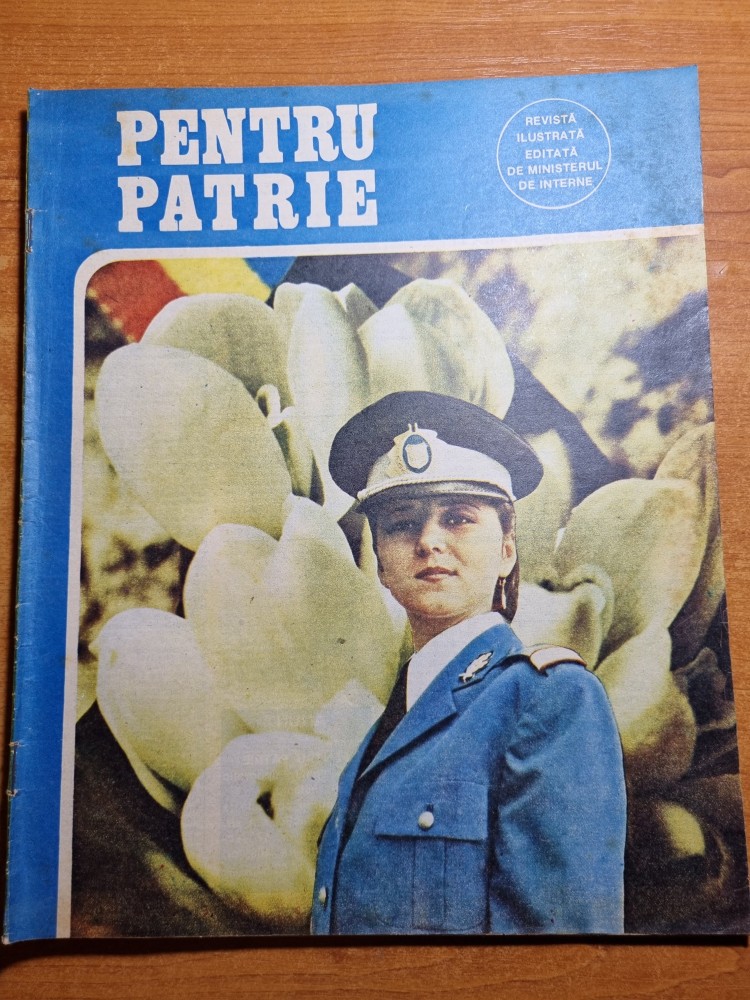 PENTRU
PATRIE
REVISTĂ
ILUSTRATĂ
EDITATĂ
DE MINISTERUL
DE INTERNE